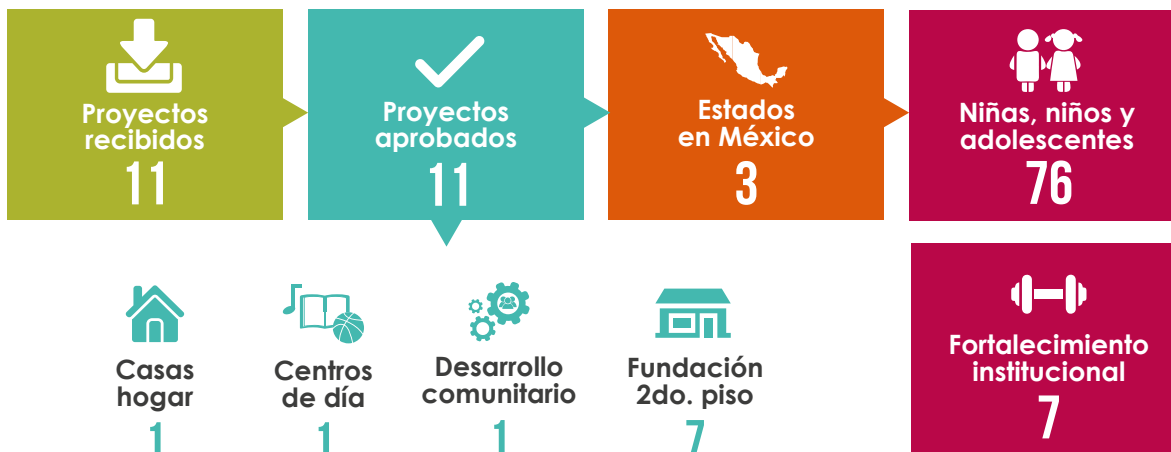 Proyectos
recibidos
11
Proyectos
aprobados
11
Estados
en México
3
Niñas, niños y
adolescentes
76
Casas
hogar
1
Centros
de día
1
Desarrollo
comunitario
1
Fundación
2do. piso
7
Fortalecimiento
institucional
7